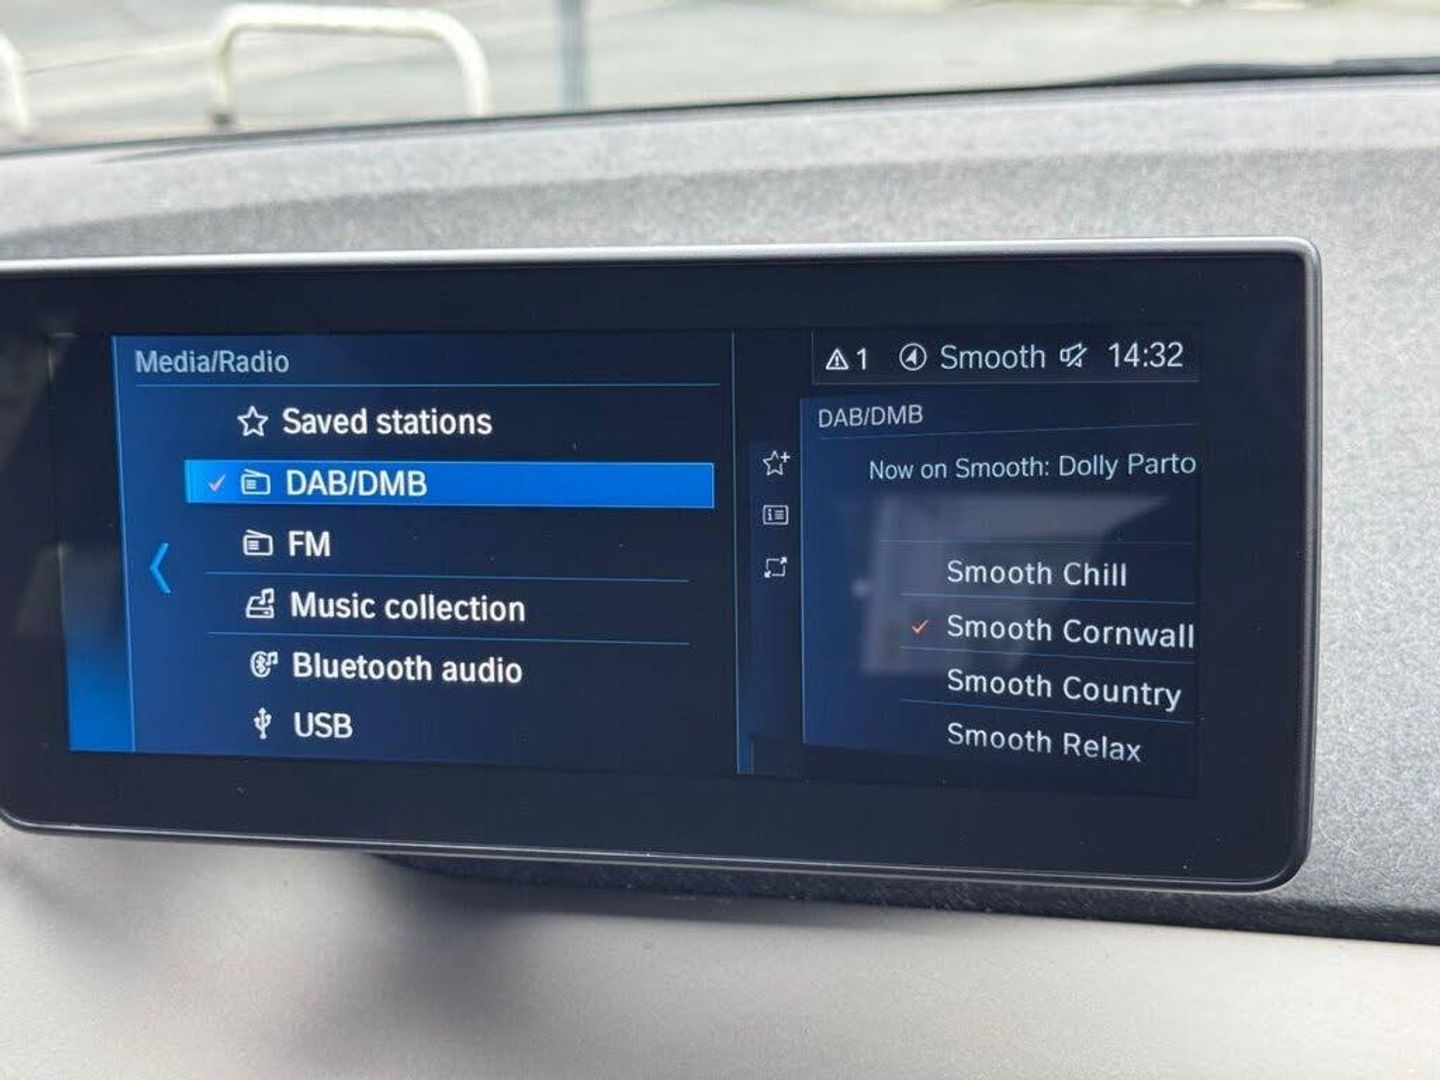 Media/Radio
Saved stations
DAB/DMB
FM
Music collection
Bluetooth audio
USB
1 Smooth 14:32
DAB/DMB
Now on Smooth: Dolly Parto
Smooth Chill
Smooth Cornwall
Smooth Country
Smooth Relax